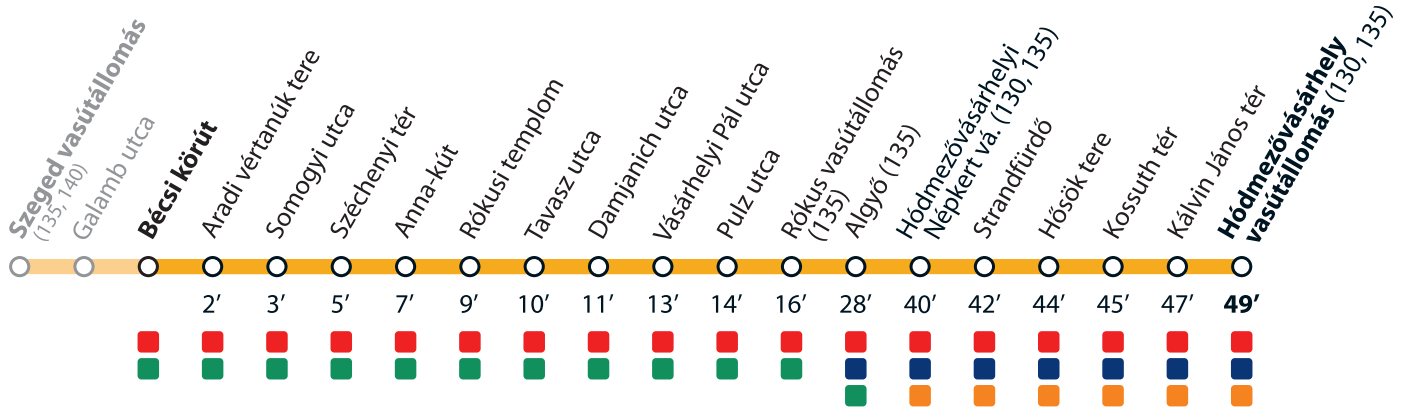 Szeged vasútállomás
(135, 140)
Galamb utca
Bécsi körút
Aradi vértanúk tere
Somogyi utca
Széchenyi tér
Anna-kút
Rókusi templom
Tavasz utca
Damjanich utca
Vásárhelyi Pál utca
Pulz utca
Rókus vasútállomás
(135)
Algyő (135)
Hódmezővásárhelyi
Népkert vá. (130, 135)
Strandfürdő
Hősök tere
Kossuth tér
Kálvin János tér
Hódmezővásárhely
vasútállomás (130, 135)
2’ 3’ 5’ 7’ 9’ 10’ 11’ 13’ 14’ 16’ 28’ 40’ 42’ 44’ 45’ 47’ 49’